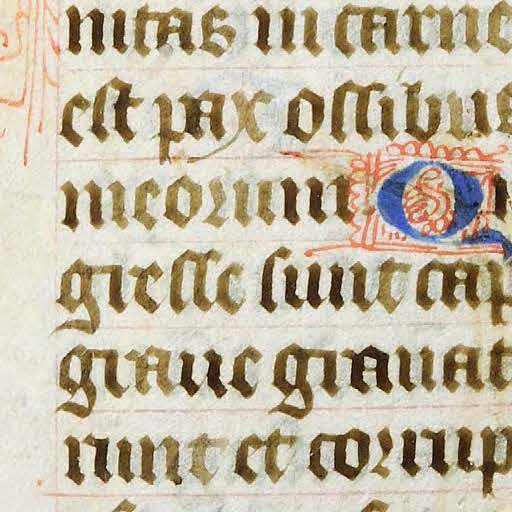 nitas in carne
est pax ossibus
meorum Q
gresse sunt cap
graue grauat
runt et corrup